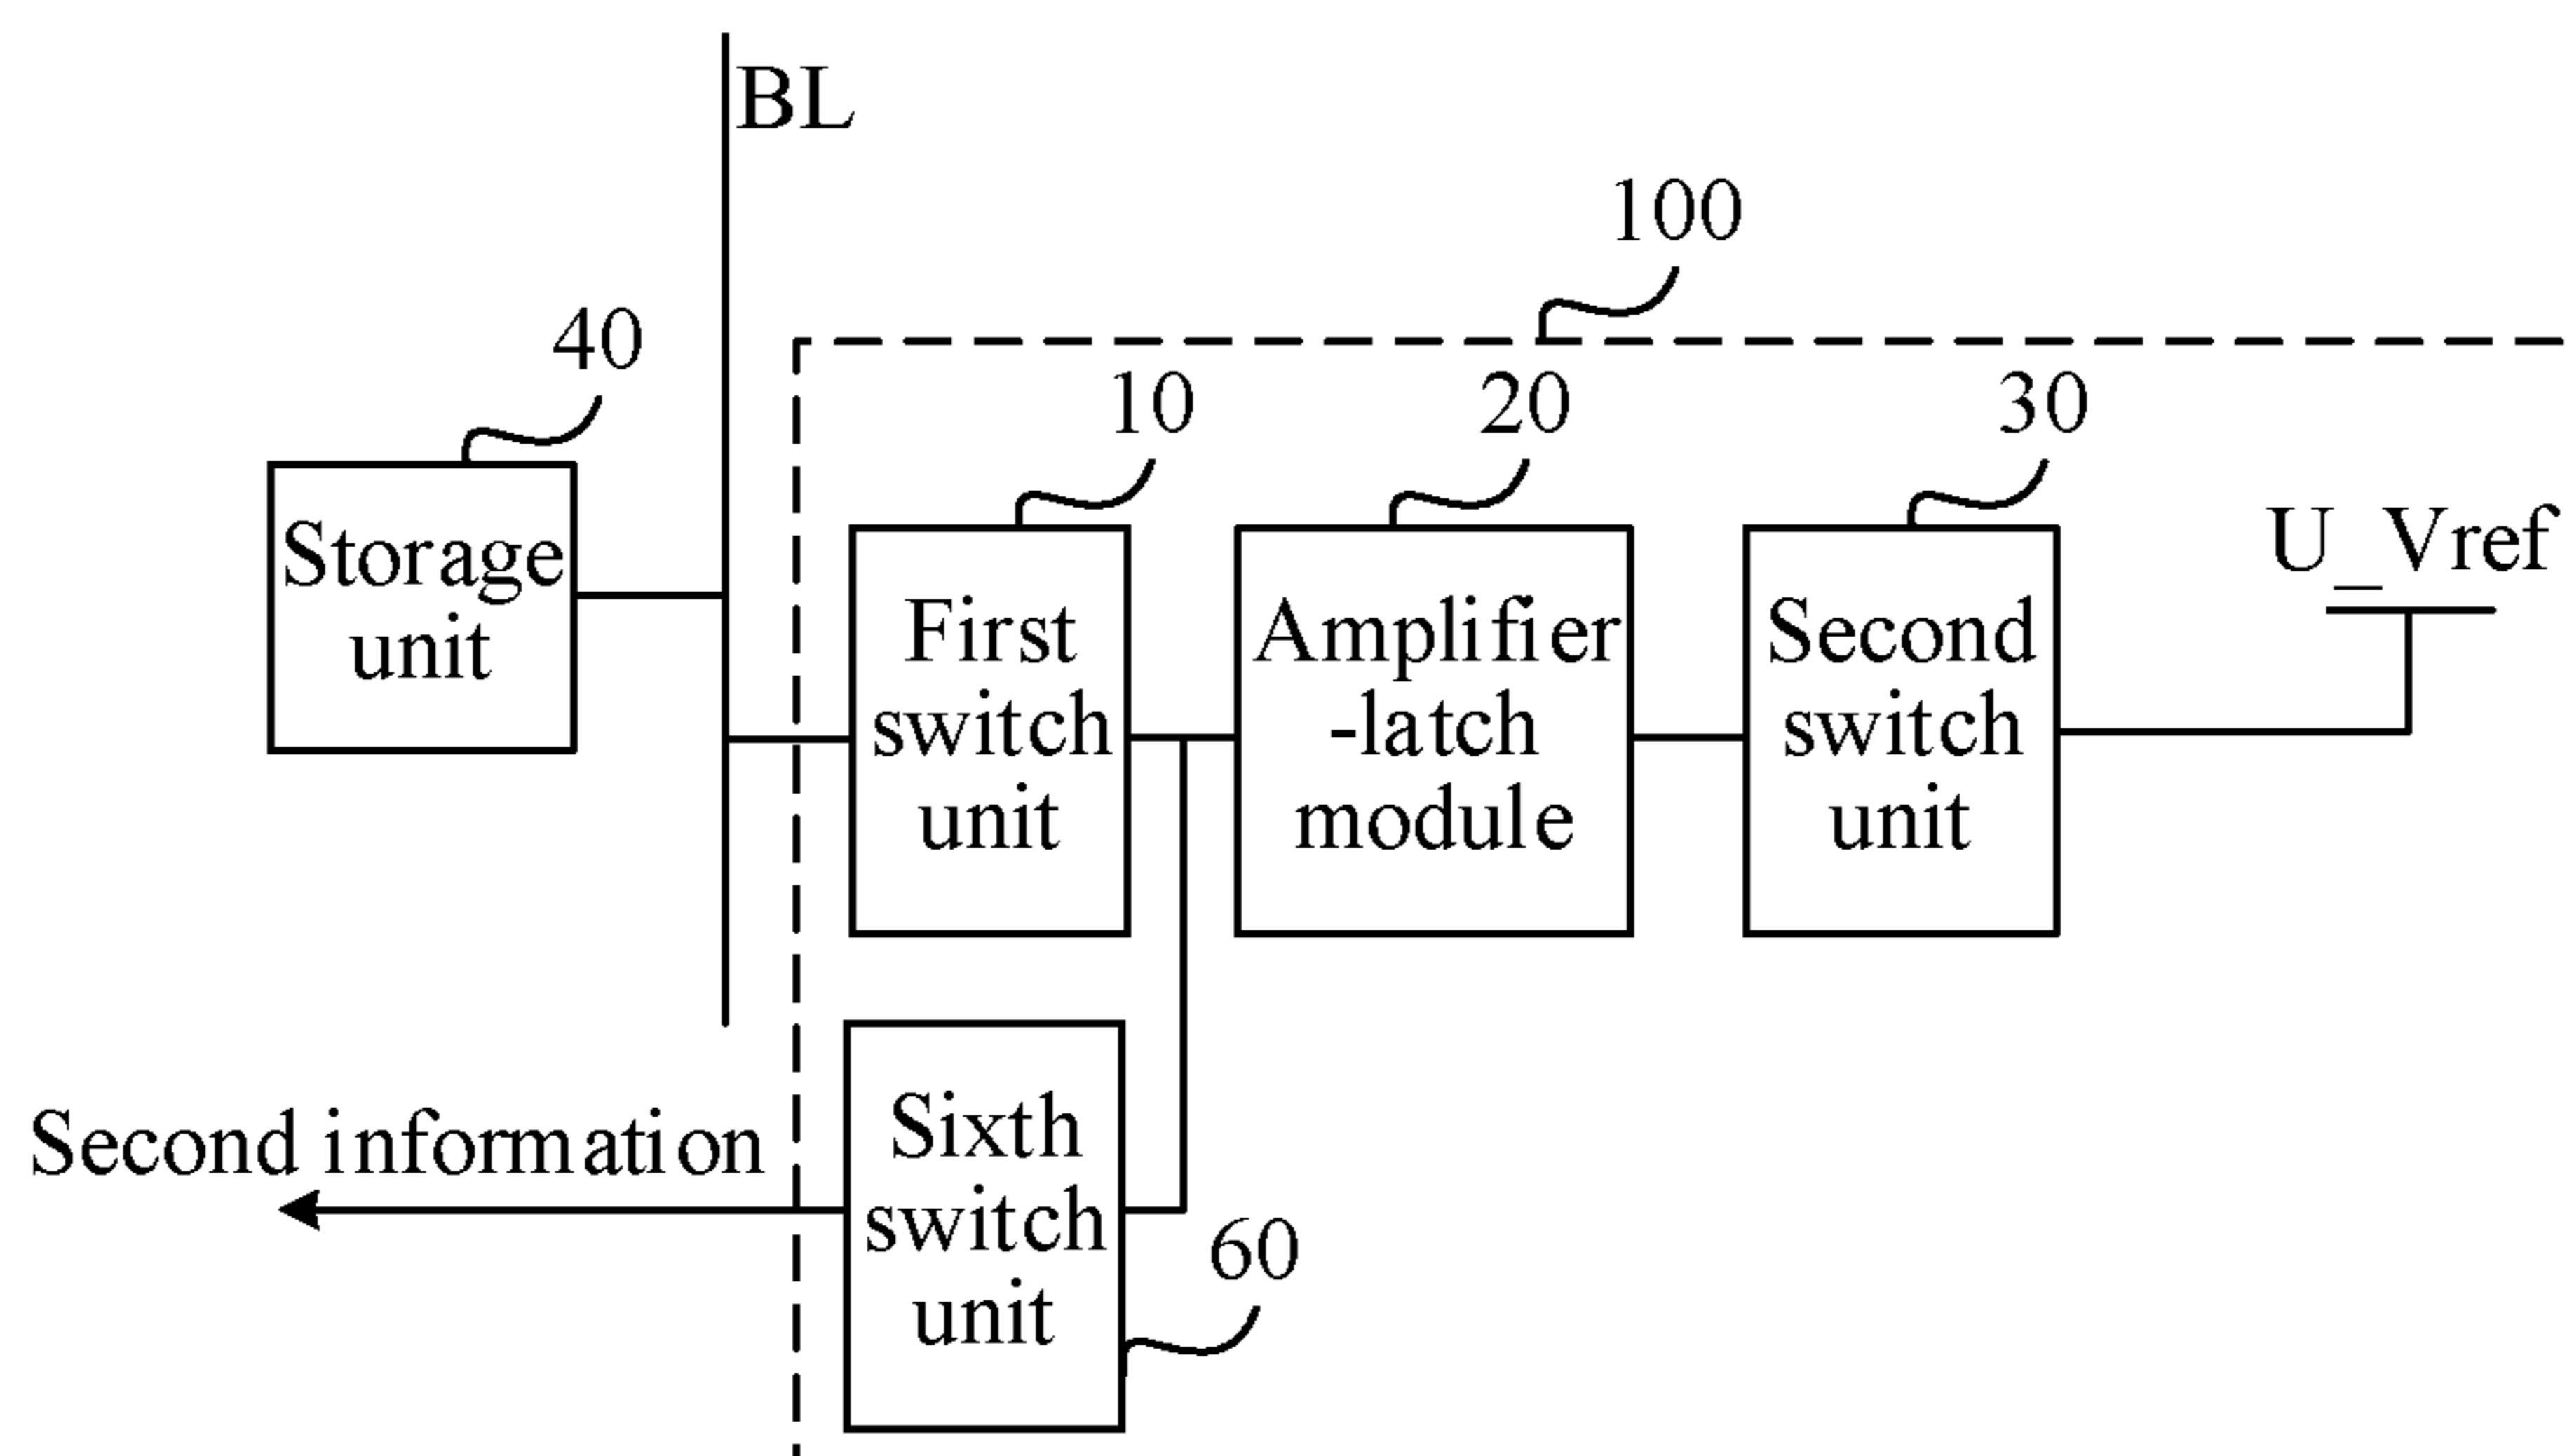 BL
100
40
10
20
30
U_Vref
Storage
unit
First
switch
unit
Amplifier
-latch
module
Second
switch
unit
Second information
Sixth
switch
unit
60